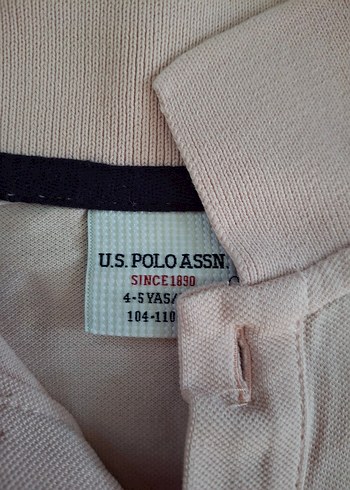 U.S. POLO ASSN.
SINCE 1890
4-5 YAS/
104-110